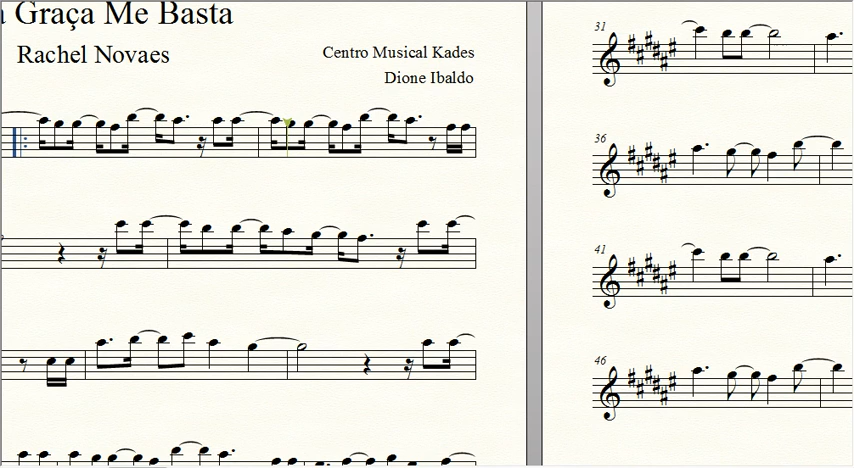 Graça Me Basta
Rachel Novaes
Centro Musical Kades
Dione Ibaldo
31
36
41
46